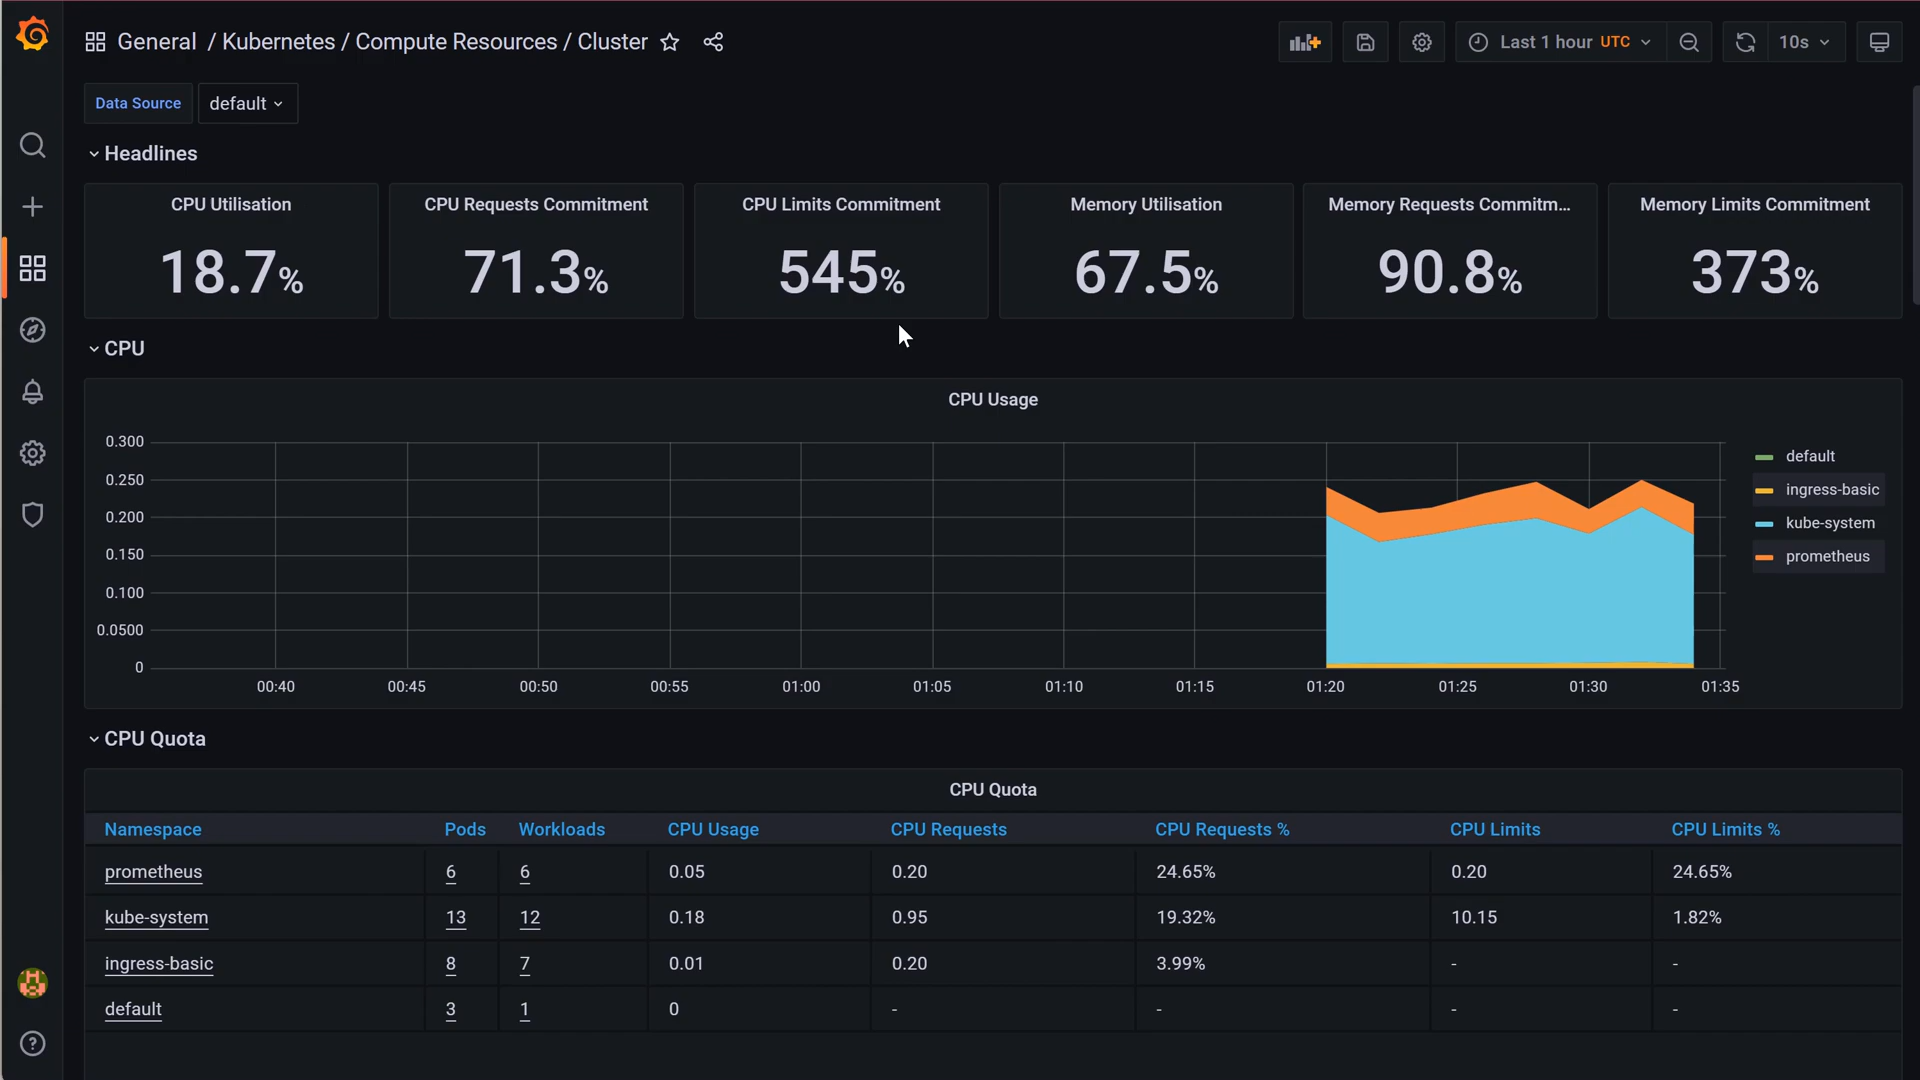 General / Kubernetes / Compute Resources / Cluster
Last 1 hour UTC
10s
Data Source default
Headlines
CPU Utilisation CPU Requests Commitment CPU Limits Commitment Memory Utilisation Memory Requests Commitm... Memory Limits Commitment
18.7% 71.3% 545% 67.5% 90.8% 373%
CPU
CPU Usage
0.300
0.250
0.200
0.150
0.100
0.0500
0
00:40 00:45 00:50 00:55 01:00 01:05 01:10 01:15 01:20 01:25 01:30 01:35
default
ingress-basic
kube-system
prometheus
CPU Quota
CPU Quota
Namespace Pods Workloads CPU Usage CPU Requests CPU Requests % CPU Limits CPU Limits %
prometheus 6 6 0.05 0.20 24.65% 0.20 24.65%
kube-system 13 12 0.18 0.95 19.32% 10.15 1.82%
ingress-basic 8 7 0.01 0.20 3.99% - -
default 3 1 0 - - - -